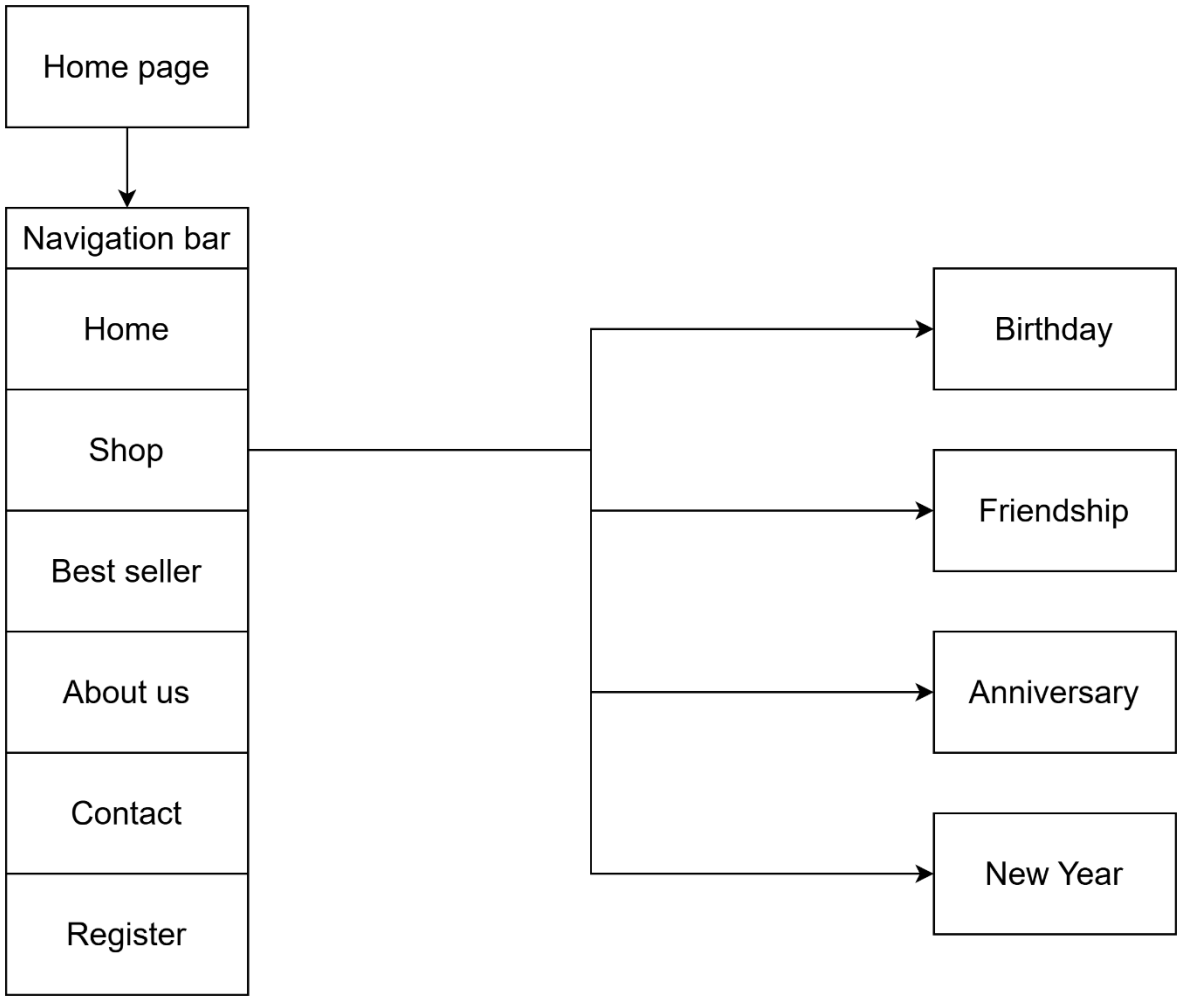 Home page
Navigation bar
Home
Shop
Best seller
About us
Contact
Register
Birthday
Friendship
Anniversary
New Year